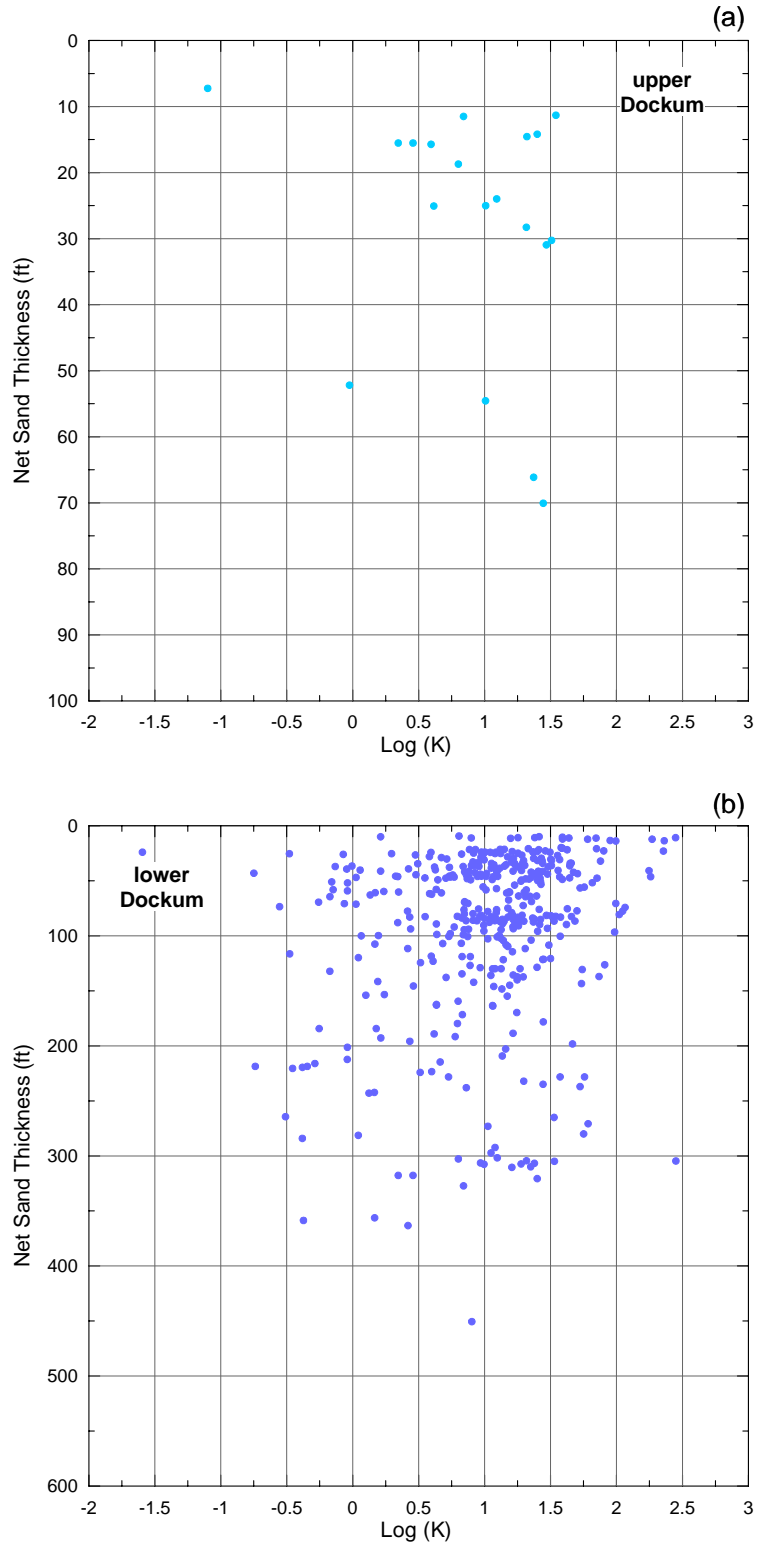 (a)
upper
Dockum
0
10
20
30
40
50
60
70
80
90
100
Net Sand Thickness (ft)
-2 -1.5 -1 -0.5 0 0.5 1 1.5 2 2.5 3
Log (K)
(b)
lower
Dockum
0
100
200
300
400
500
600
Net Sand Thickness (ft)
-2 -1.5 -1 -0.5 0 0.5 1 1.5 2 2.5 3
Log (K)